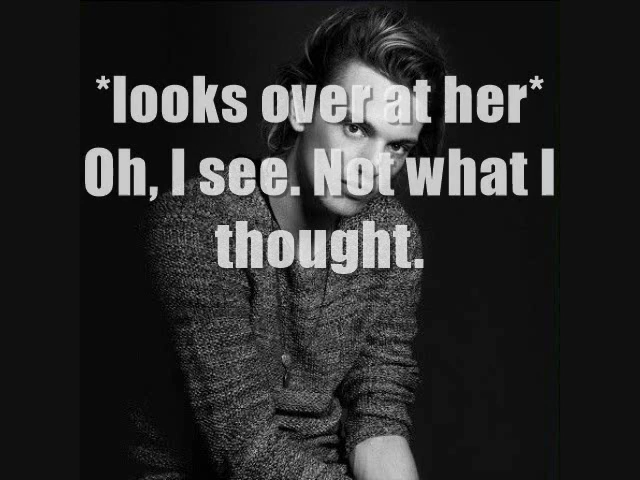 *looks over at her*
Oh, I see. Not what I
thought.